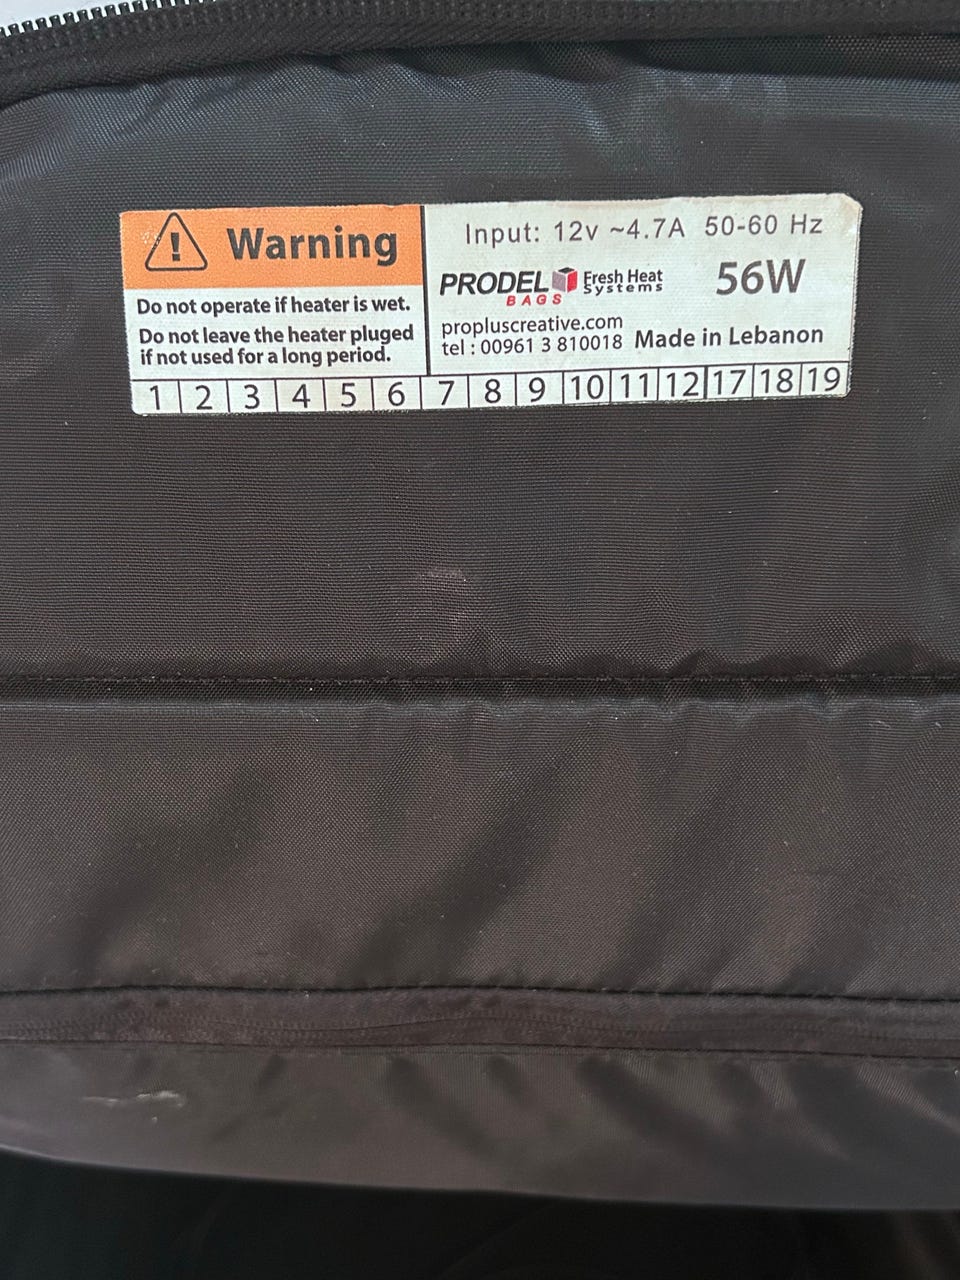 Warning
Do not operate if heater is wet.
Do not leave the heater pluged
if not used for a long period.
Input: 12v ~4.7A 50-60 Hz
PRODEL BAGS Fresh Heat Systems
56W
propluscreative.com
tel : 00961 3 810018 Made in Lebanon
1 2 3 4 5 6 7 8 9 10 11 12 17 18 19